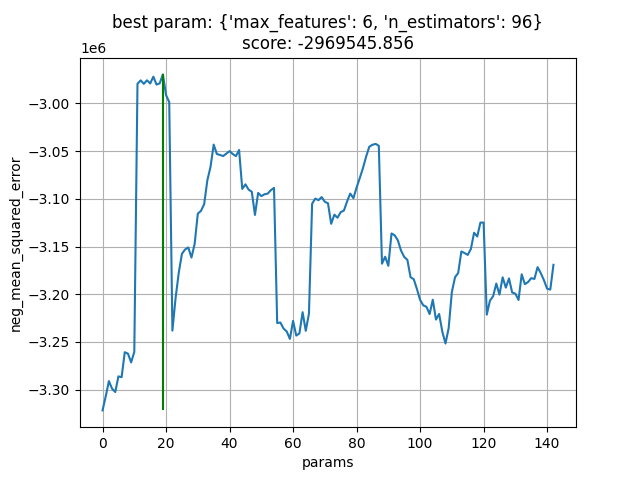 best param: {'max_features': 6, 'n_estimators': 96}
score: -2969545.856
1e6
−3.00
−3.05
−3.10
−3.15
−3.20
−3.25
−3.30
neg_mean_squared_error
0 20 40 60 80 100 120 140
params